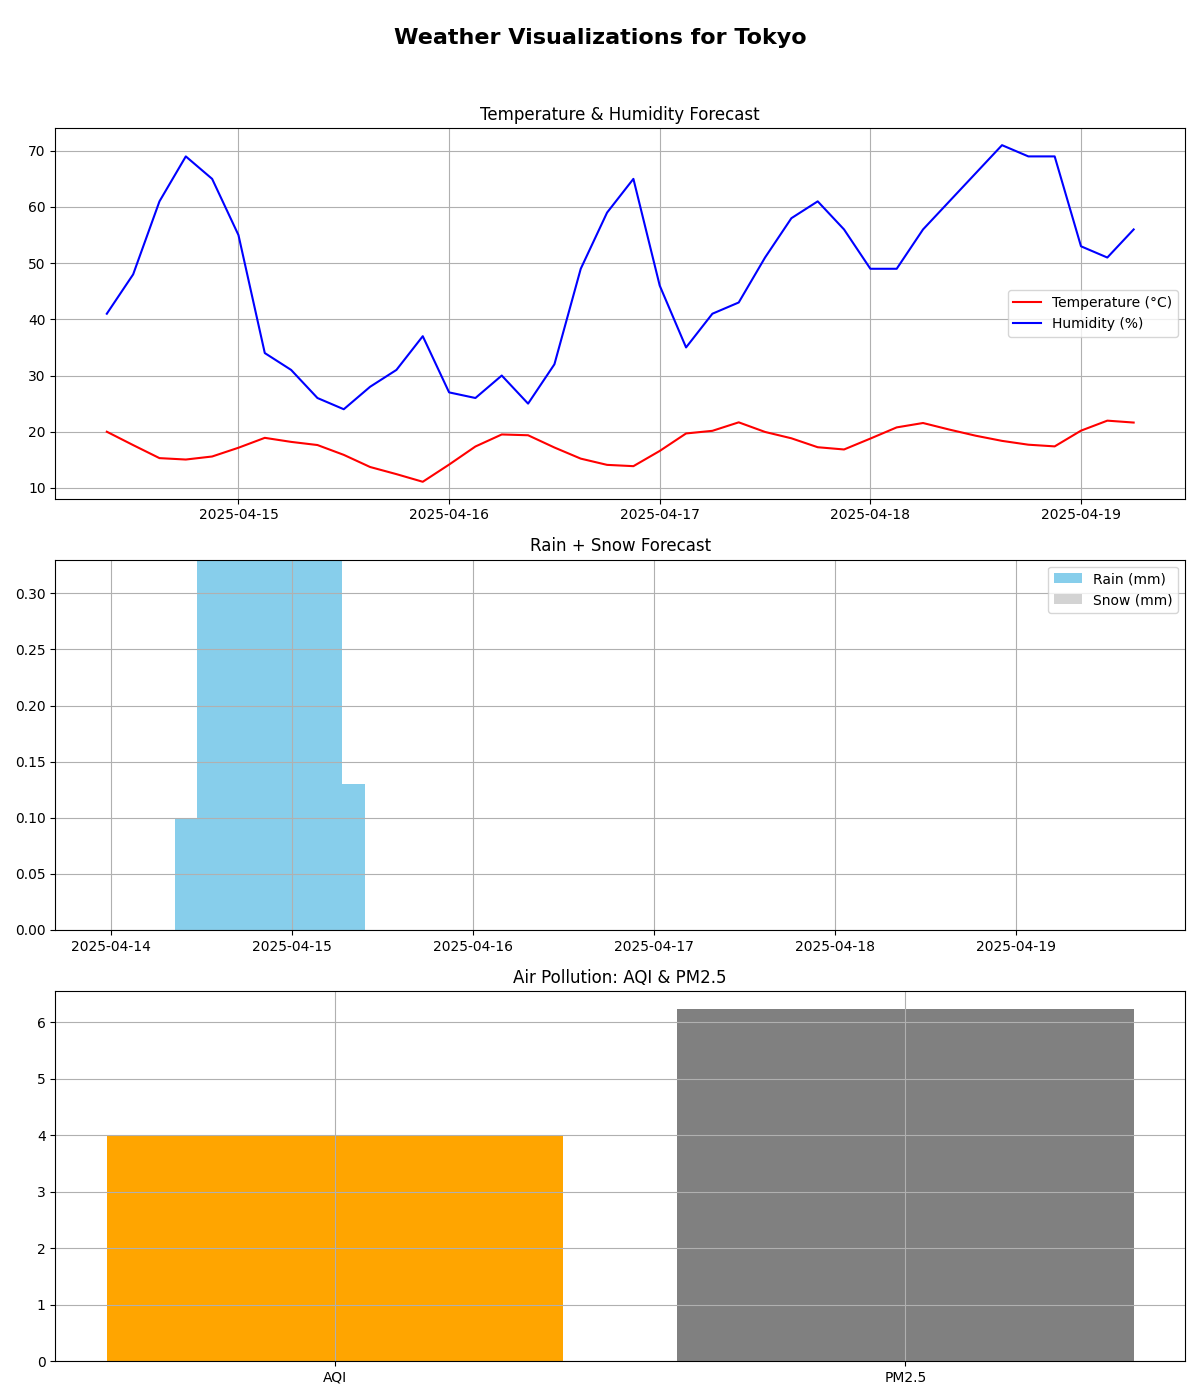 Weather Visualizations for Tokyo
Temperature & Humidity Forecast
70
60
50
40
30
20
10
Temperature (°C)
Humidity (%)
2025-04-15 2025-04-16 2025-04-17 2025-04-18 2025-04-19
Rain + Snow Forecast
0.30
0.25
0.20
0.15
0.10
0.05
0.00
Rain (mm)
Snow (mm)
2025-04-14 2025-04-15 2025-04-16 2025-04-17 2025-04-18 2025-04-19
Air Pollution: AQI & PM2.5
6
5
4
3
2
1
0
AQI PM2.5